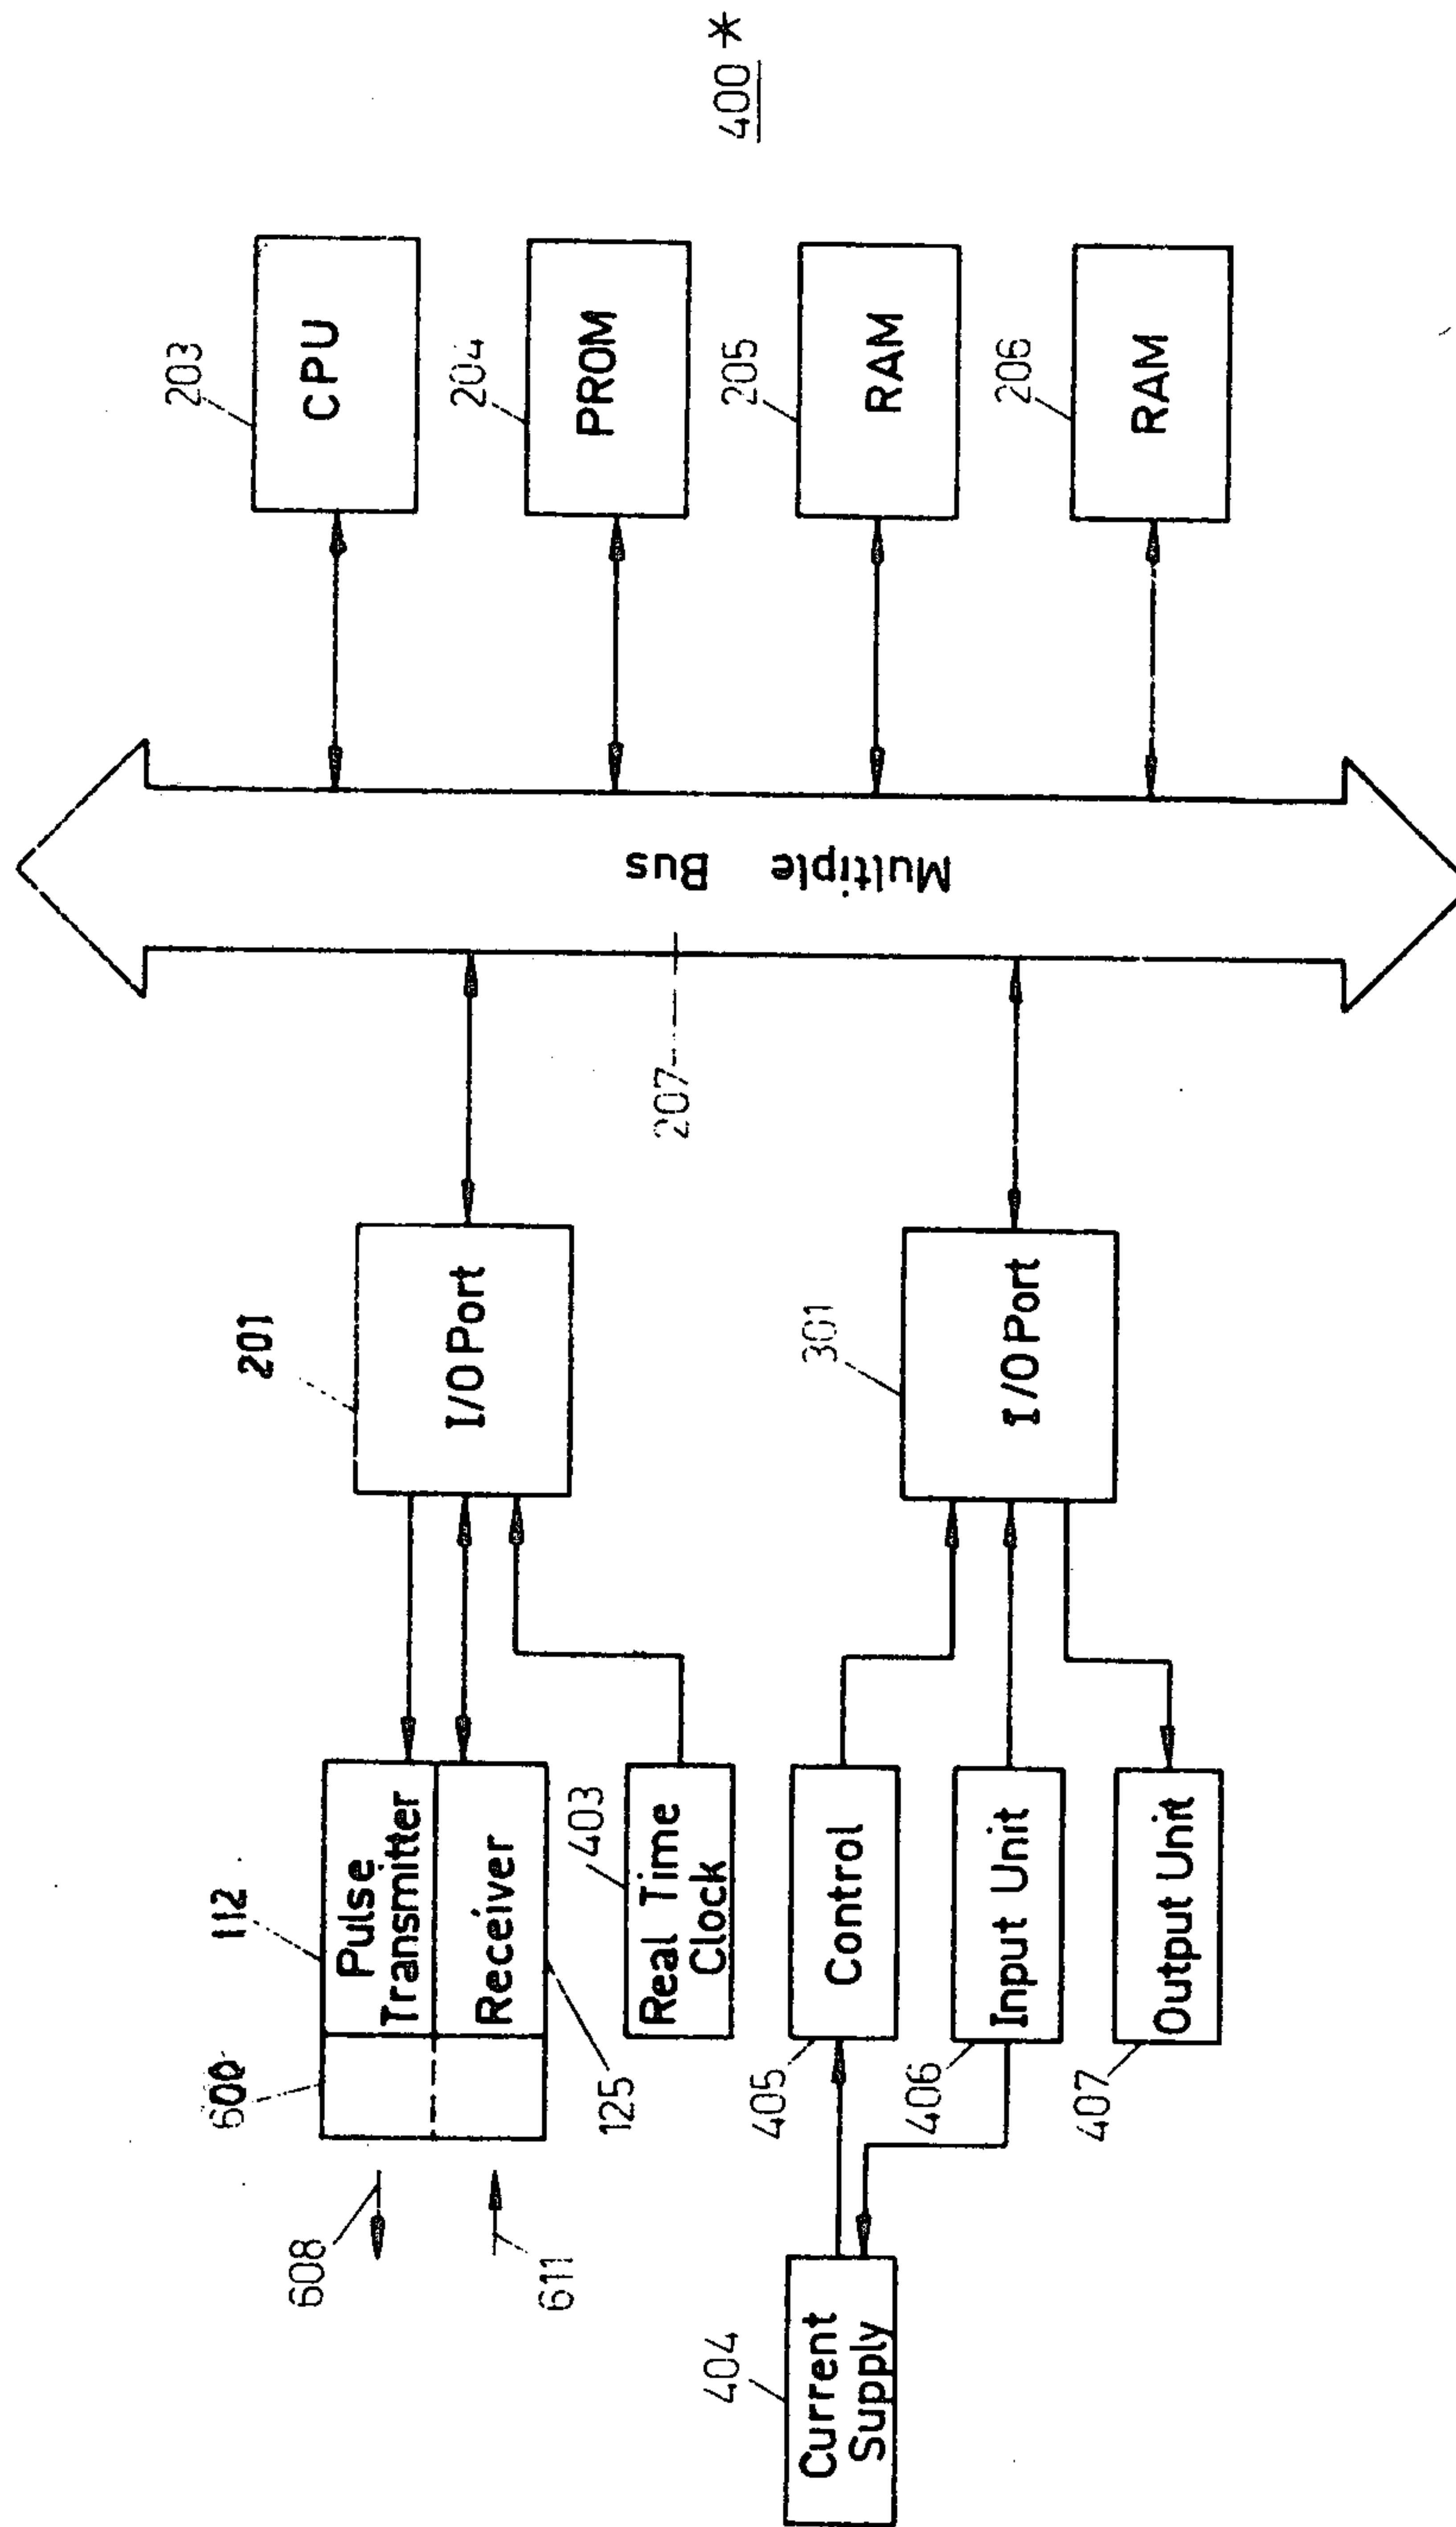 400*
203
CPU
204
PROM
205
RAM
206
RAM
Multiple Bus
207
201
I/O Port
301
I/O Port
112
Pulse
Transmitter
Receiver
600
125
608
611
403
Real Time
Clock
405
Control
406
Input Unit
407
Output Unit
404
Current
Supply